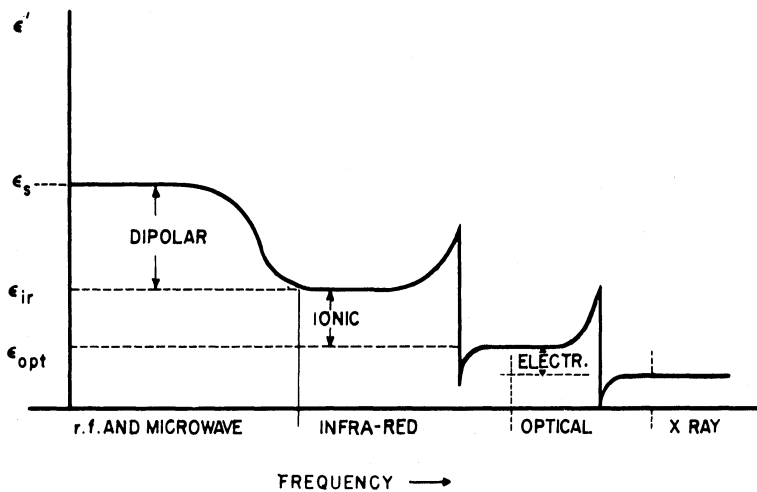 ε'
εs
DIPOLAR
εir
IONIC
εopt
ELECTR.
r.f. AND MICROWAVE INFRA-RED OPTICAL X RAY
FREQUENCY